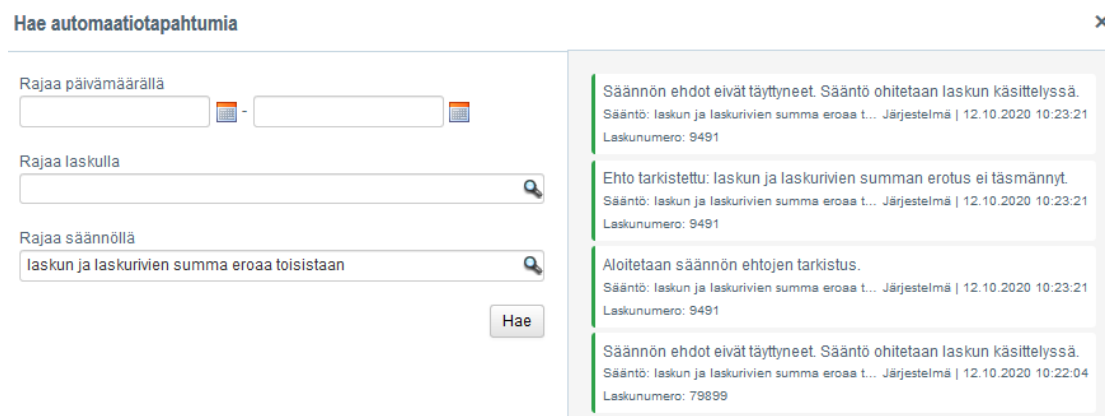 Hae automaatiotapahtumia
Rajaa päivämäärällä
-
Rajaa laskulla
Rajaa säännöllä
laskun ja laskurivien summa eroaa toisistaan
Hae
Säännön ehdot eivät täyttyneet. Sääntö ohitetaan laskun käsittelyssä.
Sääntö: laskun ja laskurivien summa eroaa t... Järjestelmä | 12.10.2020 10:23:21
Laskunumero: 9491
Ehto tarkistettu: laskun ja laskurivien summan erotus ei täsmännyt.
Sääntö: laskun ja laskurivien summa eroaa t... Järjestelmä | 12.10.2020 10:23:21
Laskunumero: 9491
Aloitetaan säännön ehtojen tarkistus.
Sääntö: laskun ja laskurivien summa eroaa t... Järjestelmä | 12.10.2020 10:23:21
Laskunumero: 9491
Säännön ehdot eivät täyttyneet. Sääntö ohitetaan laskun käsittelyssä.
Sääntö: laskun ja laskurivien summa eroaa t... Järjestelmä | 12.10.2020 10:22:04
Laskunumero: 79899